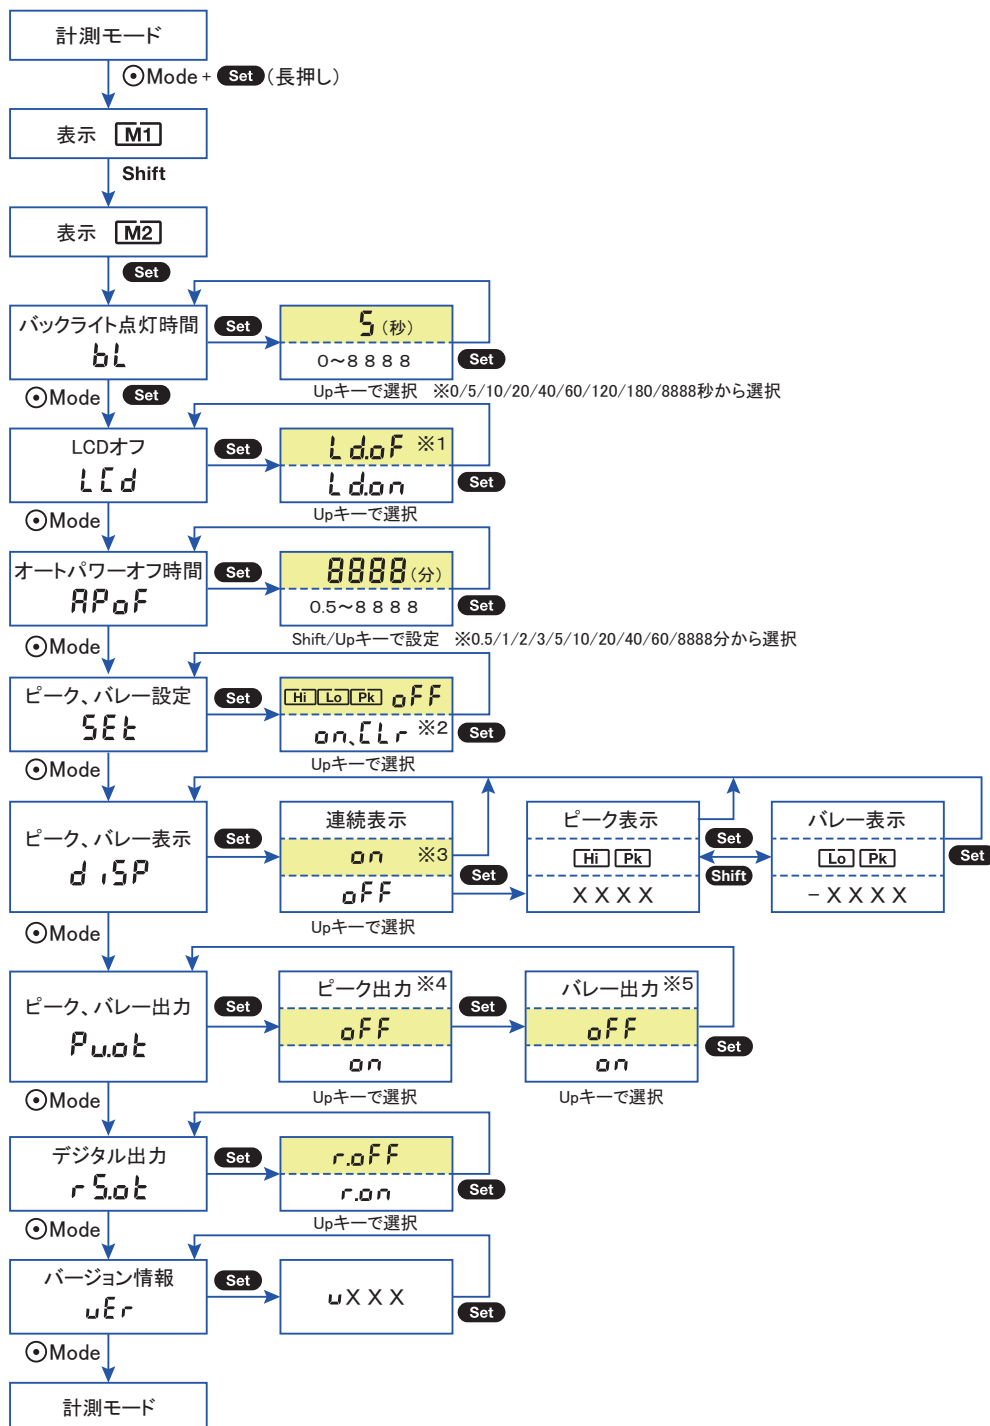 計測モード
⦿Mode + Set (長押し)
表示 M1
Shift
表示 M2
Set
バックライト点灯時間
bL
Set
5 (秒)
0~8888
Set
Upキーで選択 ※0/5/10/20/40/60/120/180/8888秒から選択
⦿Mode Set
LCDオフ
LCd
Set
Ld.oF ※1
Ld.on
Set
Upキーで選択
⦿Mode
オートパワーオフ時間
APoF
Set
8888 (分)
0.5~8888
Set
Shift/Upキーで設定 ※0.5/1/2/3/5/10/20/40/60/8888分から選択
⦿Mode
ピーク、バレー設定
SEt
Set
Hi Lo Pk oFF
on、CLr ※2
Set
Upキーで選択
⦿Mode
ピーク、バレー表示
diSP
Set
連続表示
on ※3
oFF
Set
Upキーで選択
ピーク表示
Hi Pk
XXXX
Set
Shift
バレー表示
Lo Pk
-XXXX
Set
⦿Mode
ピーク、バレー出力
Pu.ot
Set
ピーク出力※4
oFF
on
Upキーで選択
Set
バレー出力※5
oFF
on
Upキーで選択
Set
⦿Mode
デジタル出力
rS.ot
Set
r.oFF
r.on
Set
Upキーで選択
⦿Mode
バージョン情報
uEr
Set
uXXX
Set
⦿Mode
計測モード